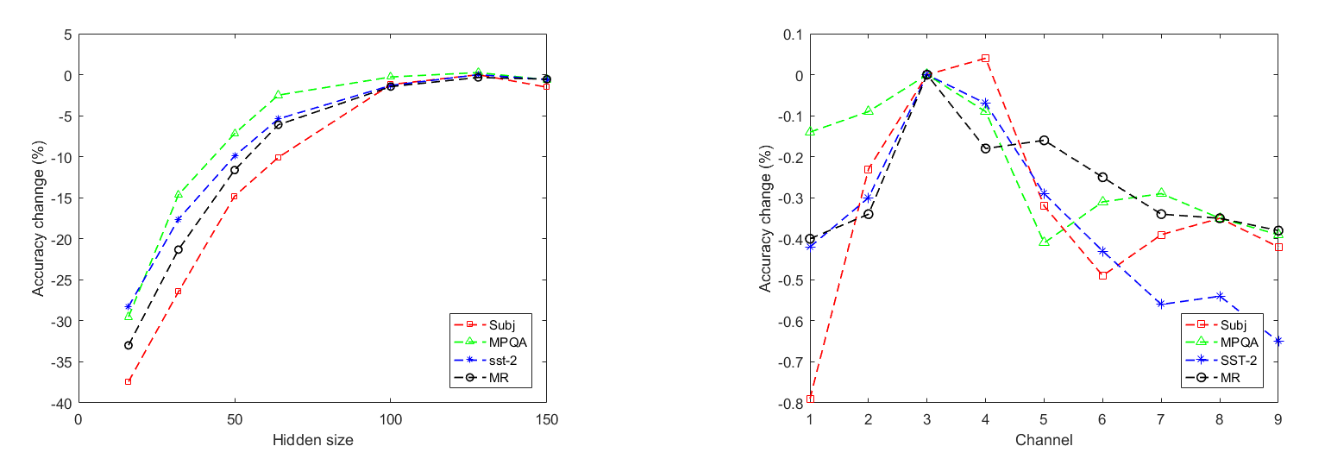 5
0
-5
-10
-15
-20
-25
-30
-35
-40
Accuracy channge (%)
0
50
100
150
Hidden size
Subj
MPQA
sst-2
MR
0.1
0
-0.1
-0.2
-0.3
-0.4
-0.5
-0.6
-0.7
-0.8
Accuracy change (%)
1
2
3
4
5
6
7
8
9
Channel
Subj
MPQA
SST-2
MR